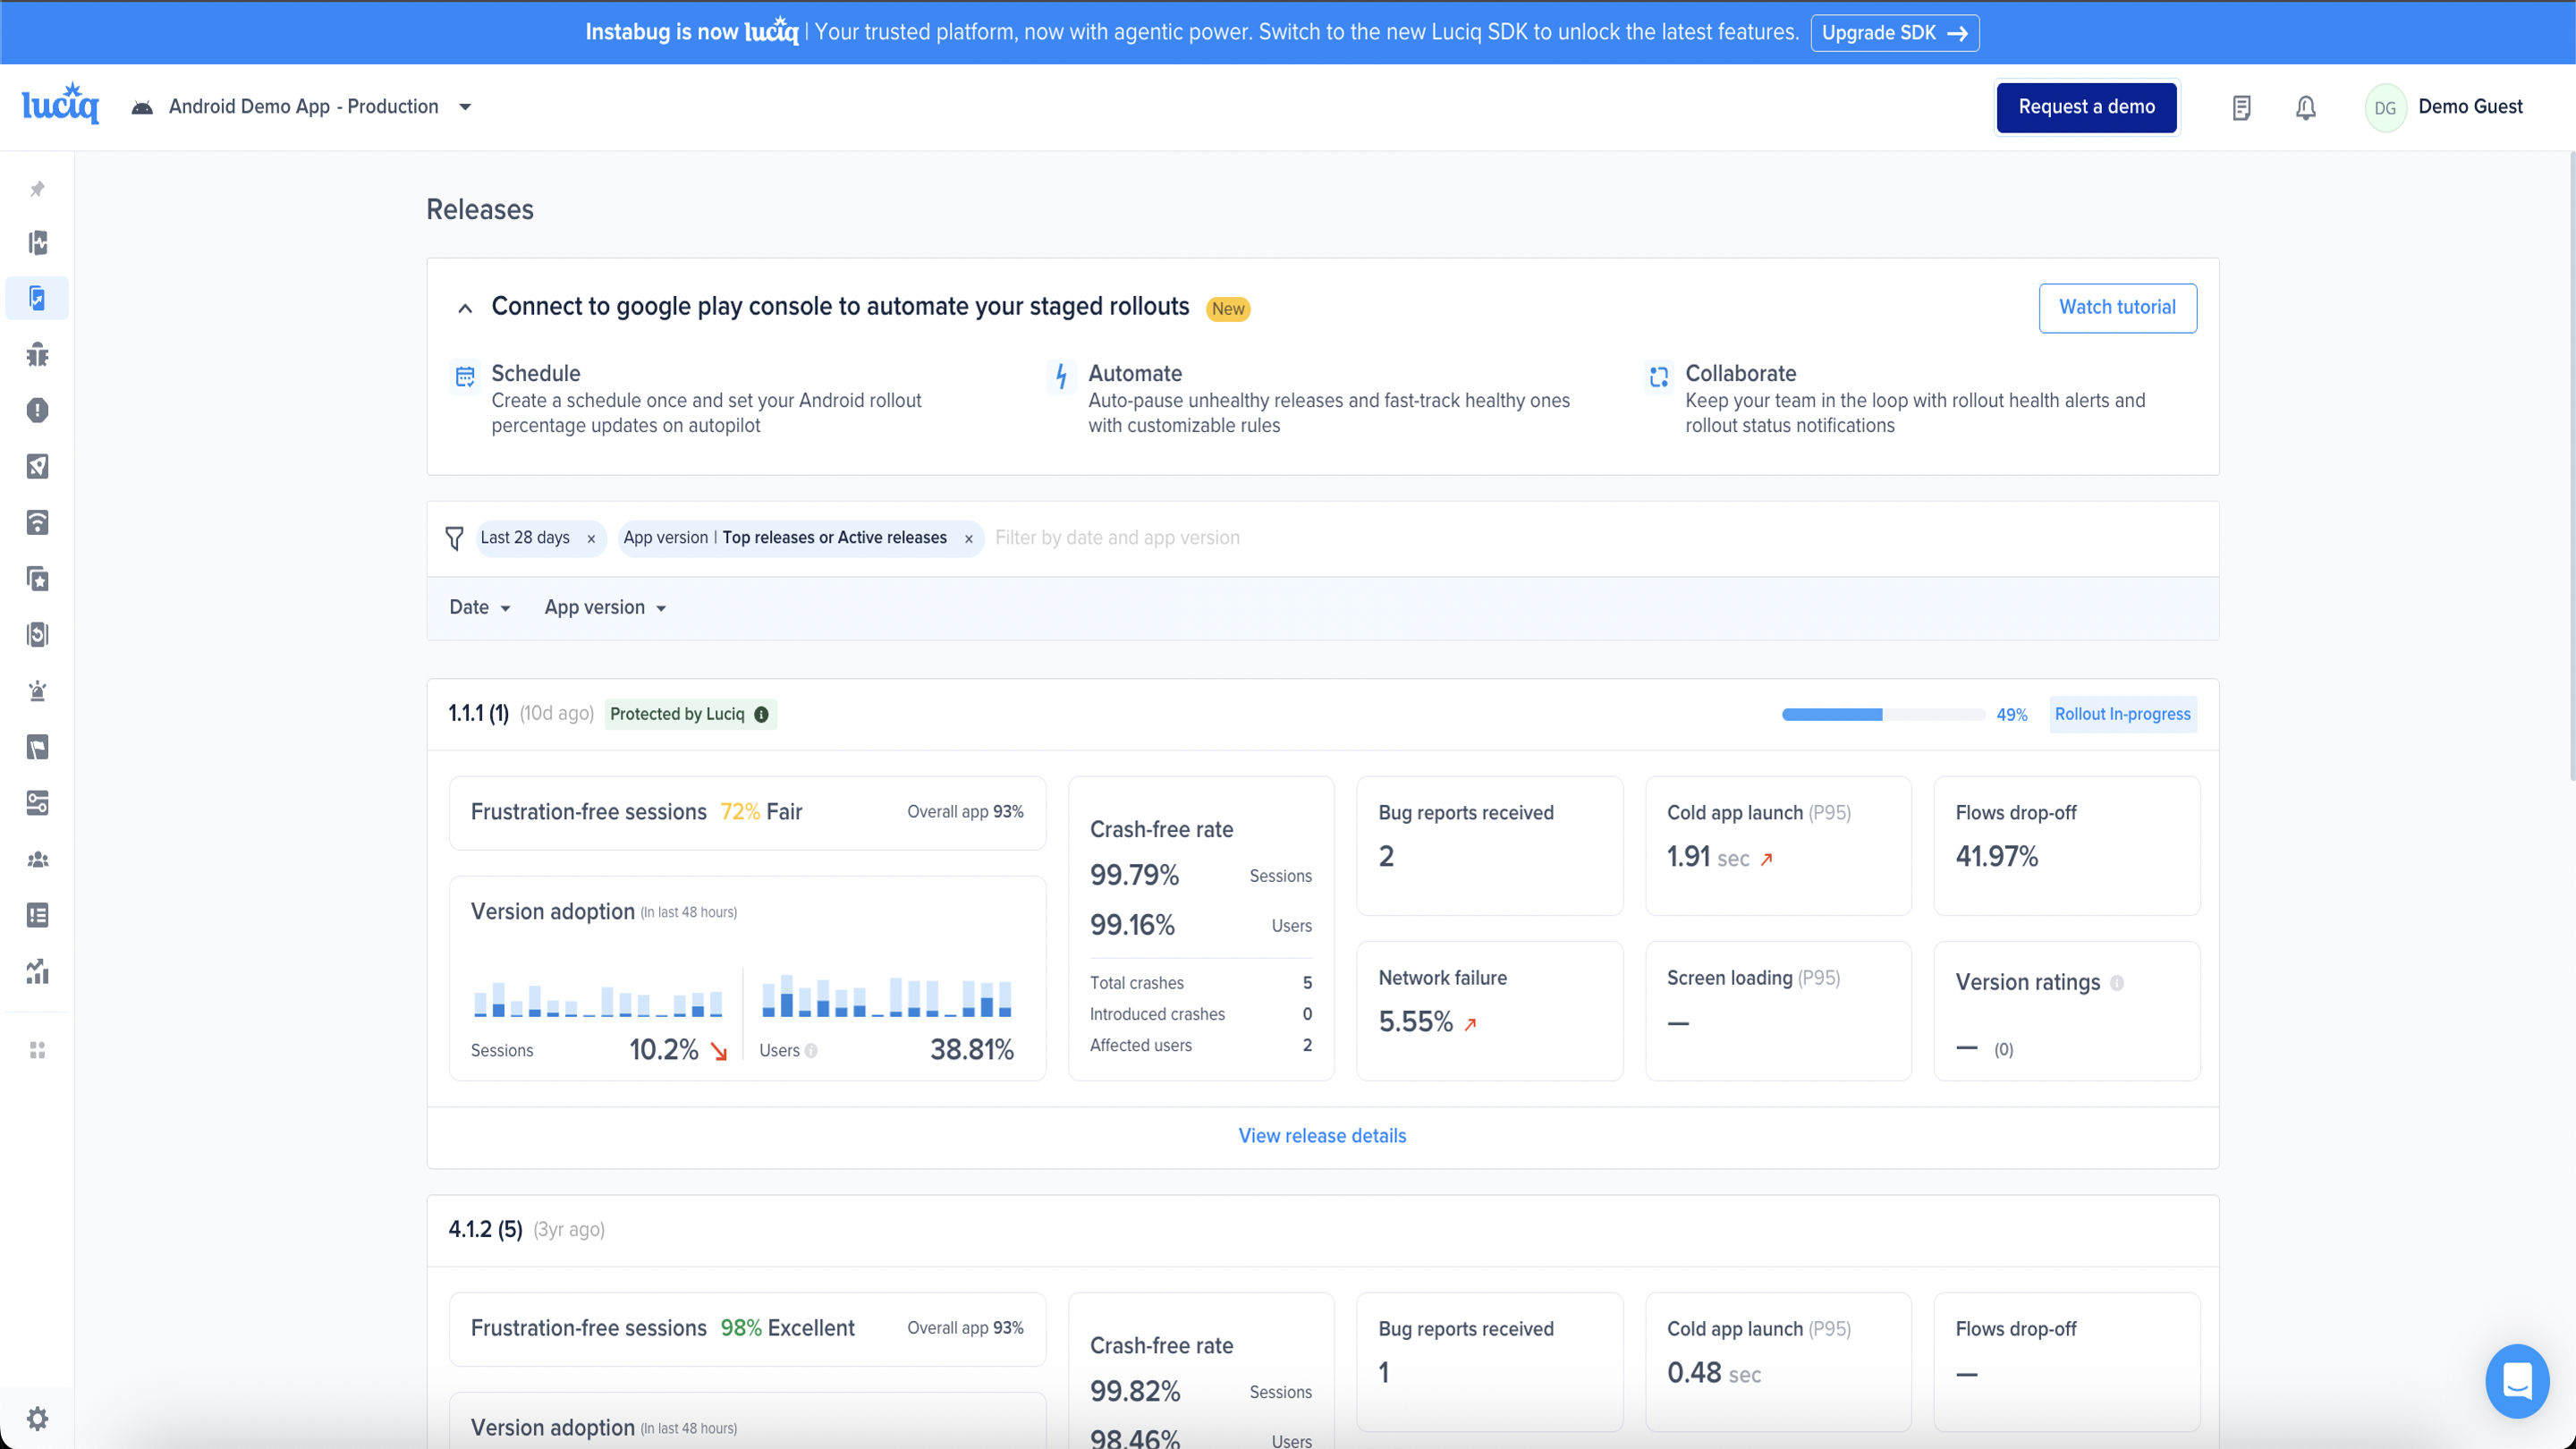 Instabug is now luciq | Your trusted platform, now with agentic power. Switch to the new Luciq SDK to unlock the latest features. Upgrade SDK →
luciq Android Demo App - Production Request a demo DG Demo Guest
Releases
Connect to google play console to automate your staged rollouts New Watch tutorial
Schedule
Create a schedule once and set your Android rollout
percentage updates on autopilot
Automate
Auto-pause unhealthy releases and fast-track healthy ones
with customizable rules
Collaborate
Keep your team in the loop with rollout health alerts and
rollout status notifications
Last 28 days × App version | Top releases or Active releases × Filter by date and app version
Date App version
1.1.1 (1) (10d ago) Protected by Luciq 49% Rollout In-progress
Frustration-free sessions 72% Fair Overall app 93%
Version adoption (In last 48 hours)
Sessions 10.2% Users 38.81%
Crash-free rate
99.79% Sessions
99.16% Users
Total crashes 5
Introduced crashes 0
Affected users 2
Bug reports received
2
Cold app launch (P95)
1.91 sec
Flows drop-off
41.97%
Network failure
5.55%
Screen loading (P95)
—
Version ratings
— (0)
View release details
4.1.2 (5) (3yr ago)
Frustration-free sessions 98% Excellent Overall app 93%
Version adoption (In last 48 hours)
Crash-free rate
99.82% Sessions
98.46% Users
Bug reports received
1
Cold app launch (P95)
0.48 sec
Flows drop-off
—